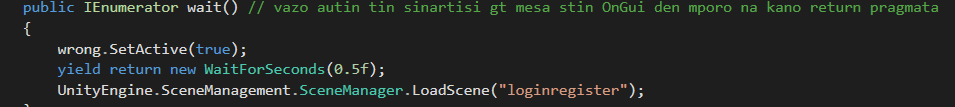 public IEnumerator wait() // vazo autin tin sinartisi gt mesa stin OnGui den mporo na kano return pragmata
{
wrong.SetActive(true);
yield return new WaitForSeconds(0.5f);
UnityEngine.SceneManagement.SceneManager.LoadScene("loginregister");
}